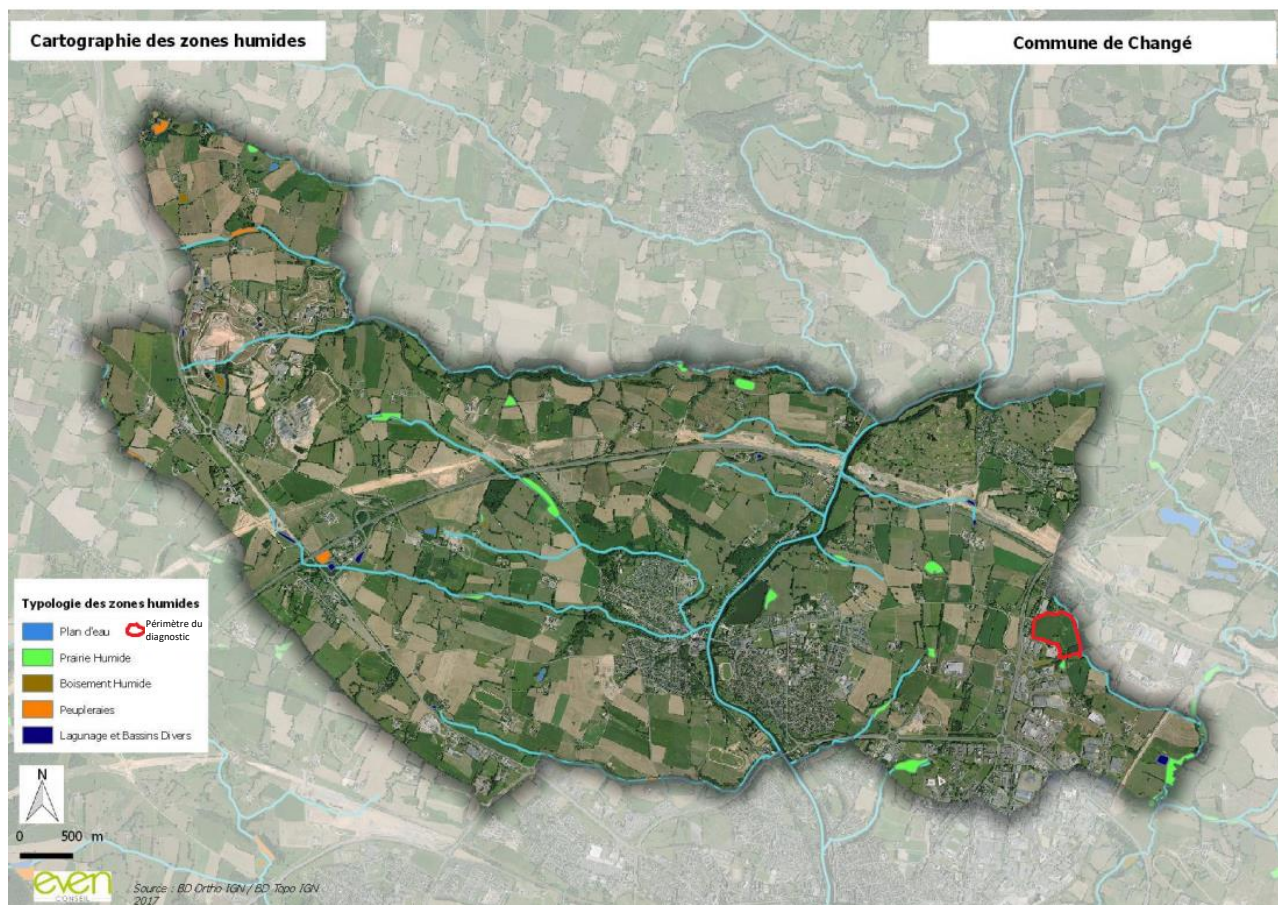 Cartographie des zones humides
Commune de Changé
Typologie des zones humides
Plan d'eau
Périmètre du
diagnostic
Prairie Humide
Boisement Humide
Peupleraies
Lagunage et Bassins Divers
N
0 500 m
even
CONSEIL
Source : BD Ortho IGN / BD Topo IGN
2017